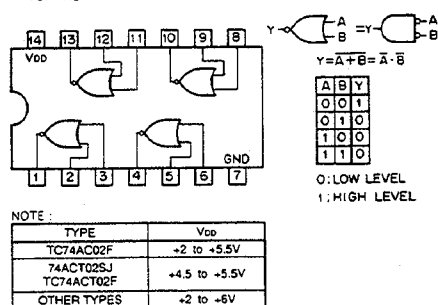 14 13 12 11 10 9 8
VDD
GND
1 2 3 4 5 6 7
Y A B = Y A B
Y=A+B= A·B
A B Y
0 0 1
0 1 0
1 0 0
1 1 0
0:LOW LEVEL
1:HIGH LEVEL
NOTE:
TYPE VDD
TC74AC02F +2 to +5.5V
74ACT02SJ
TC74ACT02F +4.5 to +5.5V
OTHER TYPES +2 to +6V